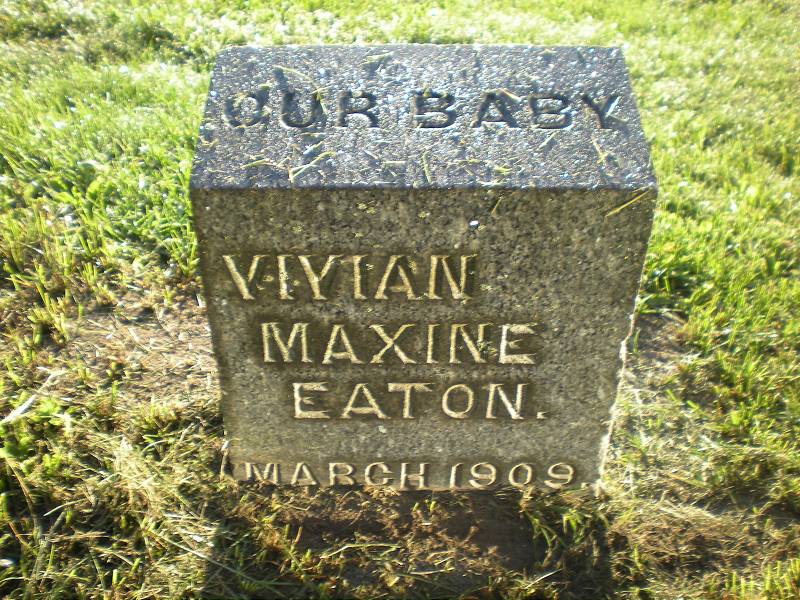 OUR BABY
VIVIAN
MAXINE
EATON.
MARCH 1909.